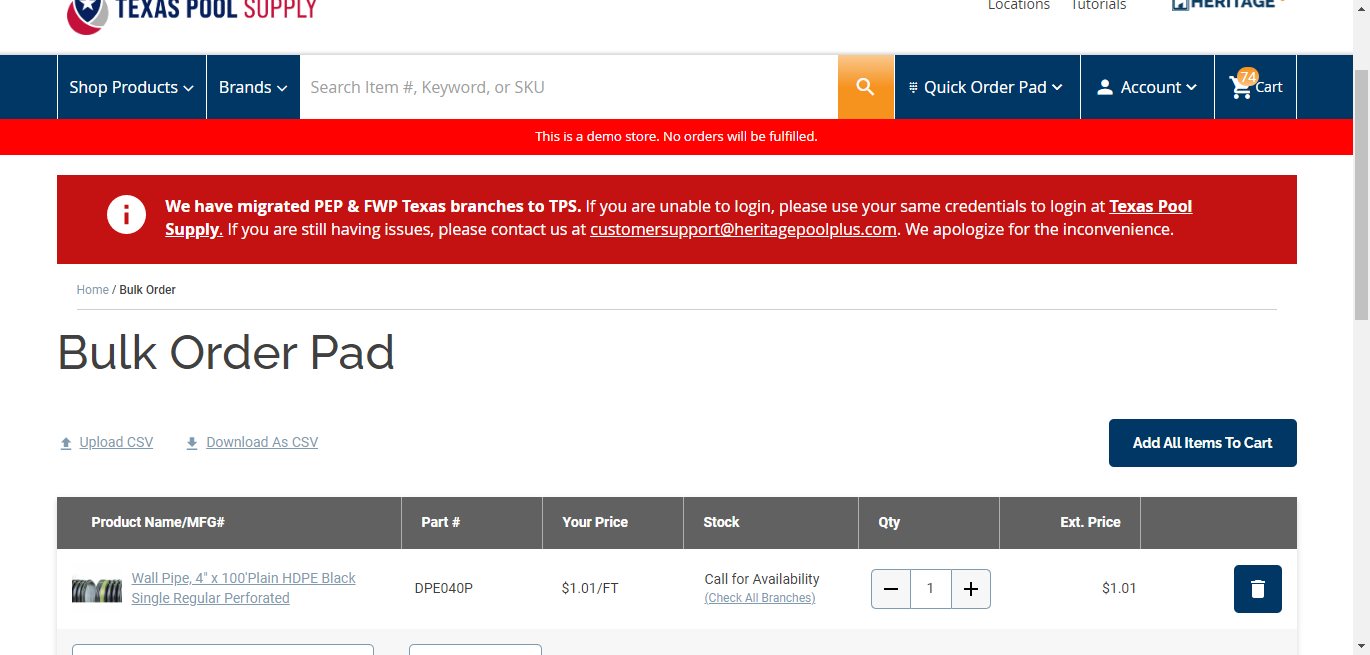 TEXAS POOL SUPPLY
Locations Tutorials HERITAGE
Shop Products Brands Search Item #, Keyword, or SKU Quick Order Pad Account 74 Cart
This is a demo store. No orders will be fulfilled.
We have migrated PEP & FWP Texas branches to TPS. If you are unable to login, please use your same credentials to login at Texas Pool
Supply. If you are still having issues, please contact us at customersupport@heritagepoolplus.com. We apologize for the inconvenience.
Home / Bulk Order
Bulk Order Pad
Upload CSV Download As CSV Add All Items To Cart
Product Name/MFG# Part # Your Price Stock Qty Ext. Price
Wall Pipe, 4" x 100'Plain HDPE Black
Single Regular Perforated
DPE040P $1.01/FT
Call for Availability
(Check All Branches)
1 $1.01